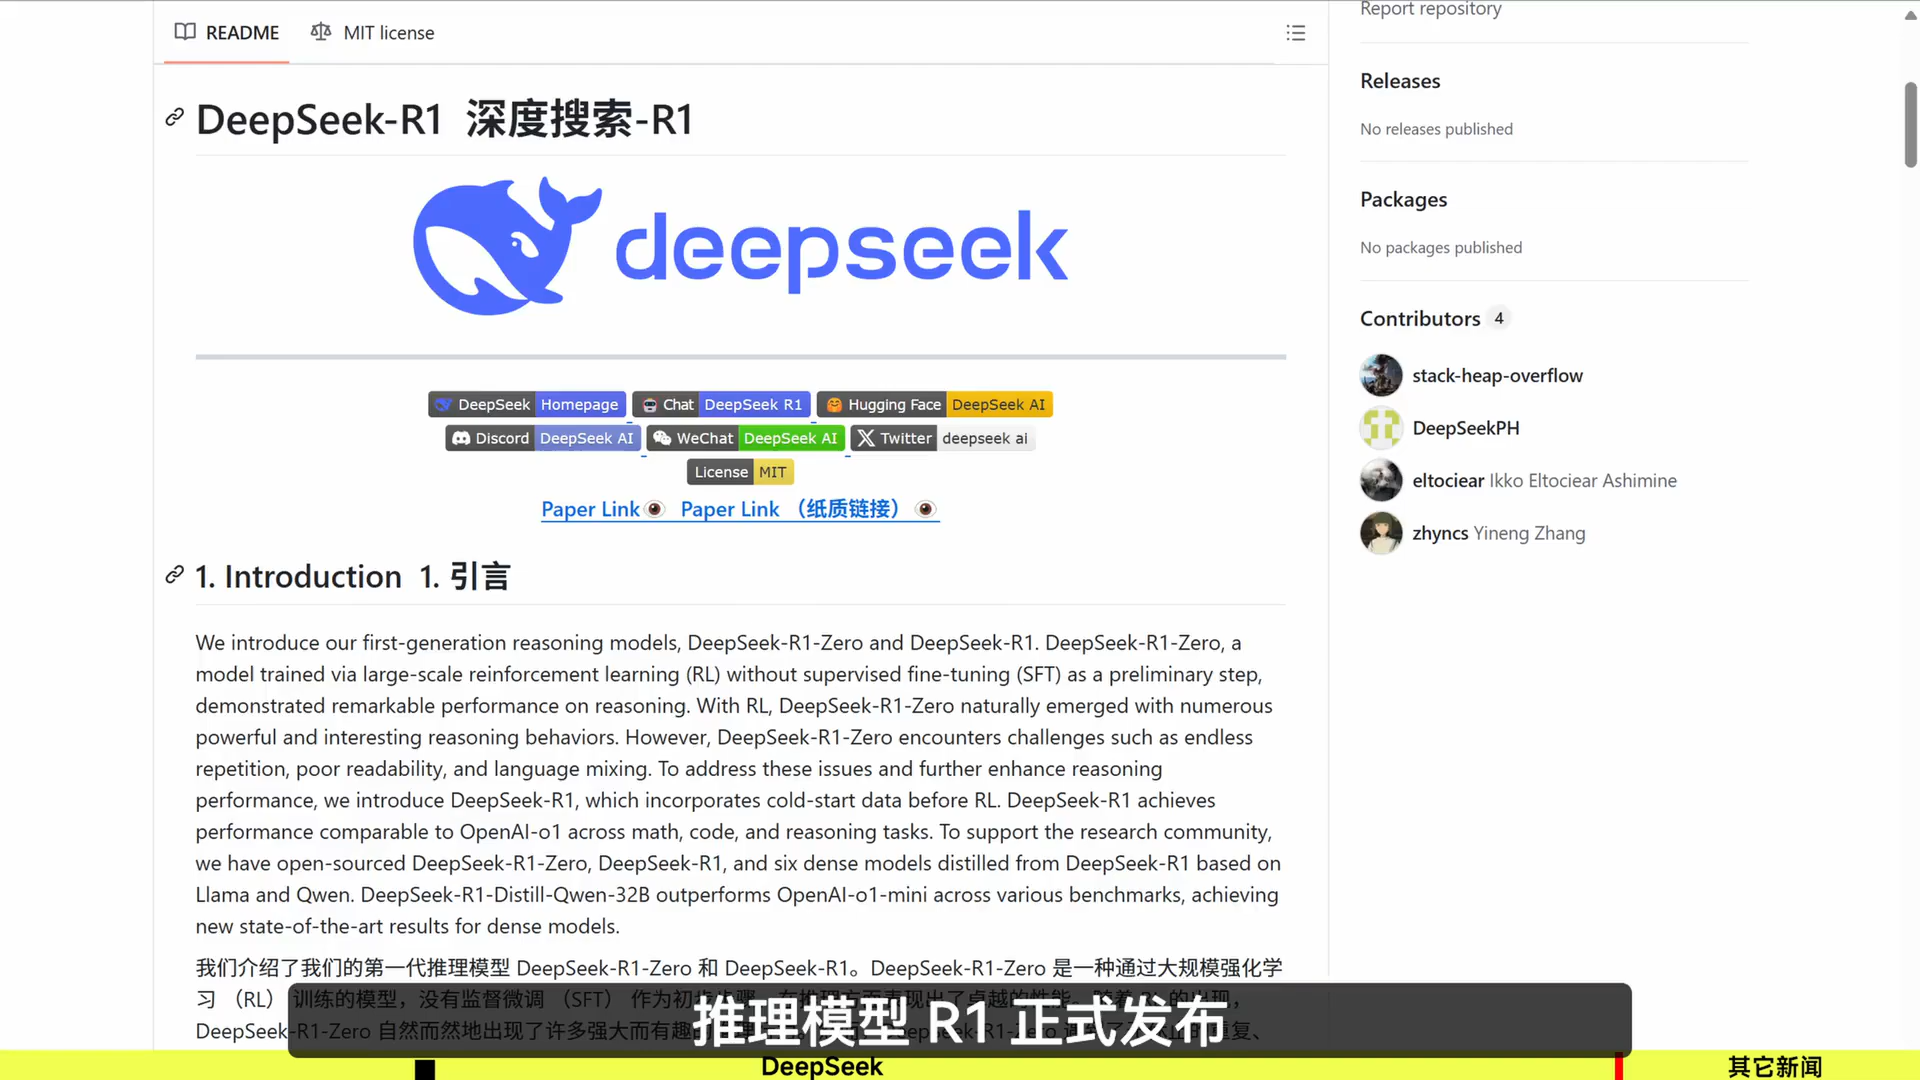 README
MIT license
DeepSeek-R1 深度搜索-R1
deepseek
DeepSeek Homepage
Chat DeepSeek R1
Hugging Face DeepSeek AI
Discord DeepSeek AI
WeChat DeepSeek AI
Twitter deepseek ai
License MIT
Paper Link👁️ Paper Link （纸质链接）👁️
1. Introduction 1. 引言
We introduce our first-generation reasoning models, DeepSeek-R1-Zero and DeepSeek-R1. DeepSeek-R1-Zero, a
model trained via large-scale reinforcement learning (RL) without supervised fine-tuning (SFT) as a preliminary step,
demonstrated remarkable performance on reasoning. With RL, DeepSeek-R1-Zero naturally emerged with numerous
powerful and interesting reasoning behaviors. However, DeepSeek-R1-Zero encounters challenges such as endless
repetition, poor readability, and language mixing. To address these issues and further enhance reasoning
performance, we introduce DeepSeek-R1, which incorporates cold-start data before RL. DeepSeek-R1 achieves
performance comparable to OpenAI-o1 across math, code, and reasoning tasks. To support the research community,
we have open-sourced DeepSeek-R1-Zero, DeepSeek-R1, and six dense models distilled from DeepSeek-R1 based on
Llama and Qwen. DeepSeek-R1-Distill-Qwen-32B outperforms OpenAI-o1-mini across various benchmarks, achieving
new state-of-the-art results for dense models.
我们介绍了我们的第一代推理模型 DeepSeek-R1-Zero 和 DeepSeek-R1。DeepSeek-R1-Zero 是一种通过大规模强化学
习 （RL） 训练的模型，没有监督微调 （SFT） 作为初步步骤，
DeepSeek-R1-Zero 自然而然地出现了许多强大而有趣的
Report repository
Releases
No releases published
Packages
No packages published
Contributors 4
stack-heap-overflow
DeepSeekPH
eltociear Ikko Eltociear Ashimine
zhyncs Yineng Zhang
推理模型 R1 正式发布
DeepSeek
其它新闻